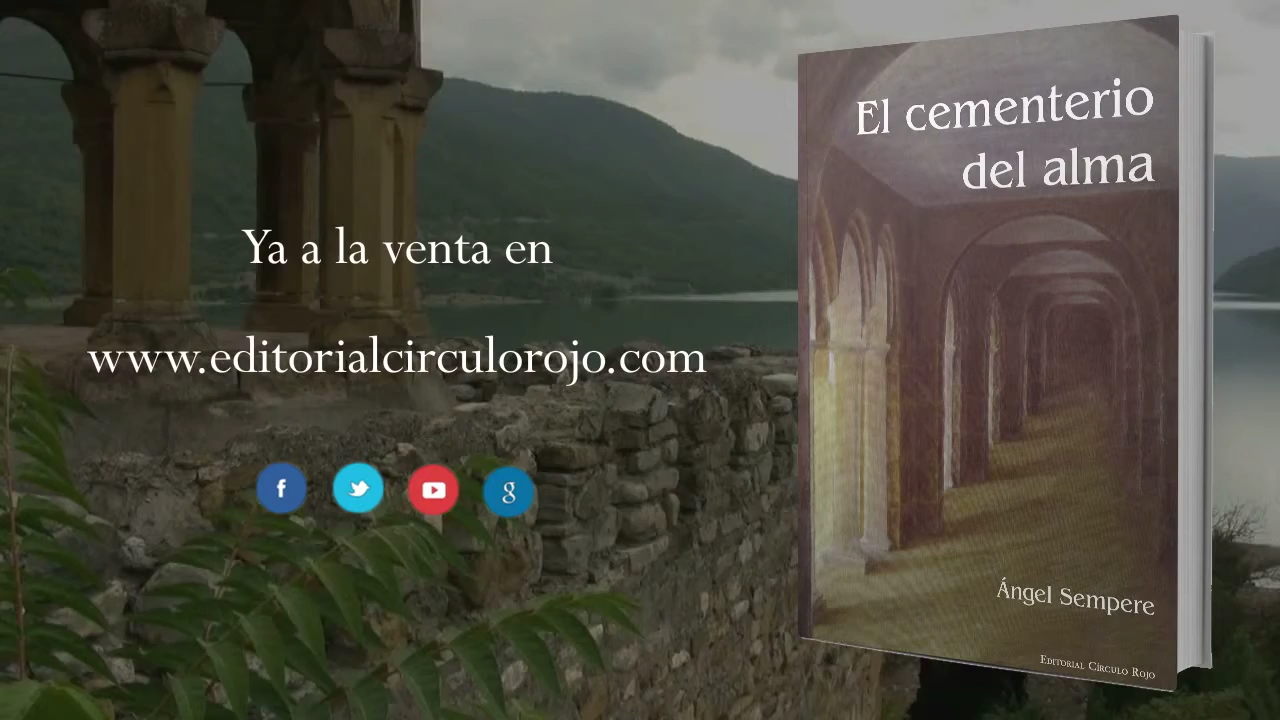 Ya a la venta en
www.editorialcirculorojo.com
f
g
El cementerio
del alma
Ángel Sempere
Editorial Círculo Rojo